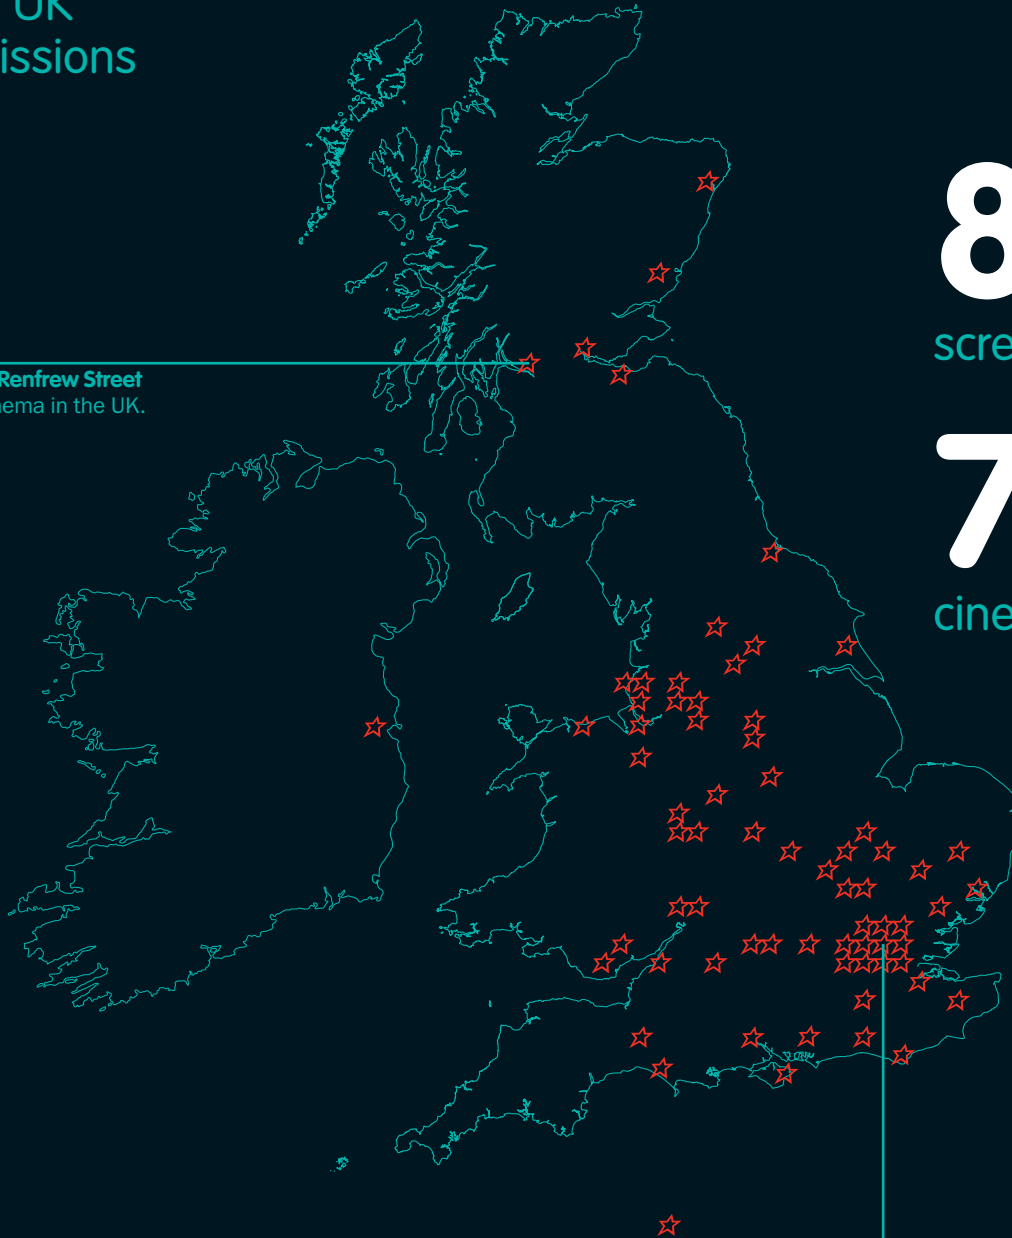 UK
issions
8
scre
Renfrew Street
ema in the UK.
7
cine